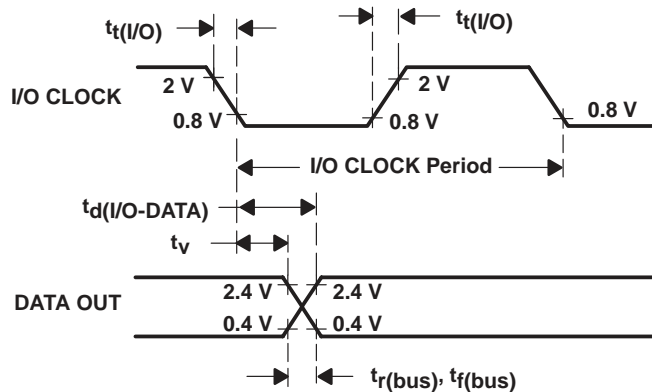 tt(I/O)
tt(I/O)
I/O CLOCK
2 V
2 V
0.8 V
0.8 V
0.8 V
I/O CLOCK Period
td(I/O-DATA)
tv
DATA OUT
2.4 V
2.4 V
0.4 V
0.4 V
tr(bus), tf(bus)